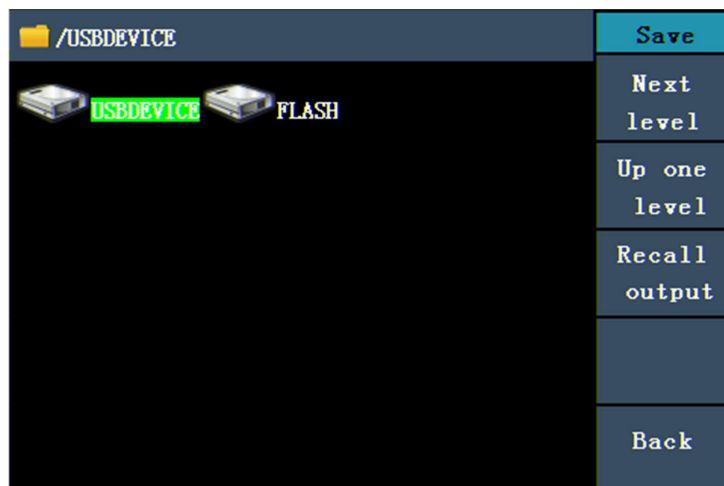 /USBDEVICE
USBDEVICE FLASH
Save
Next
level
Up one
level
Recall
output
Back